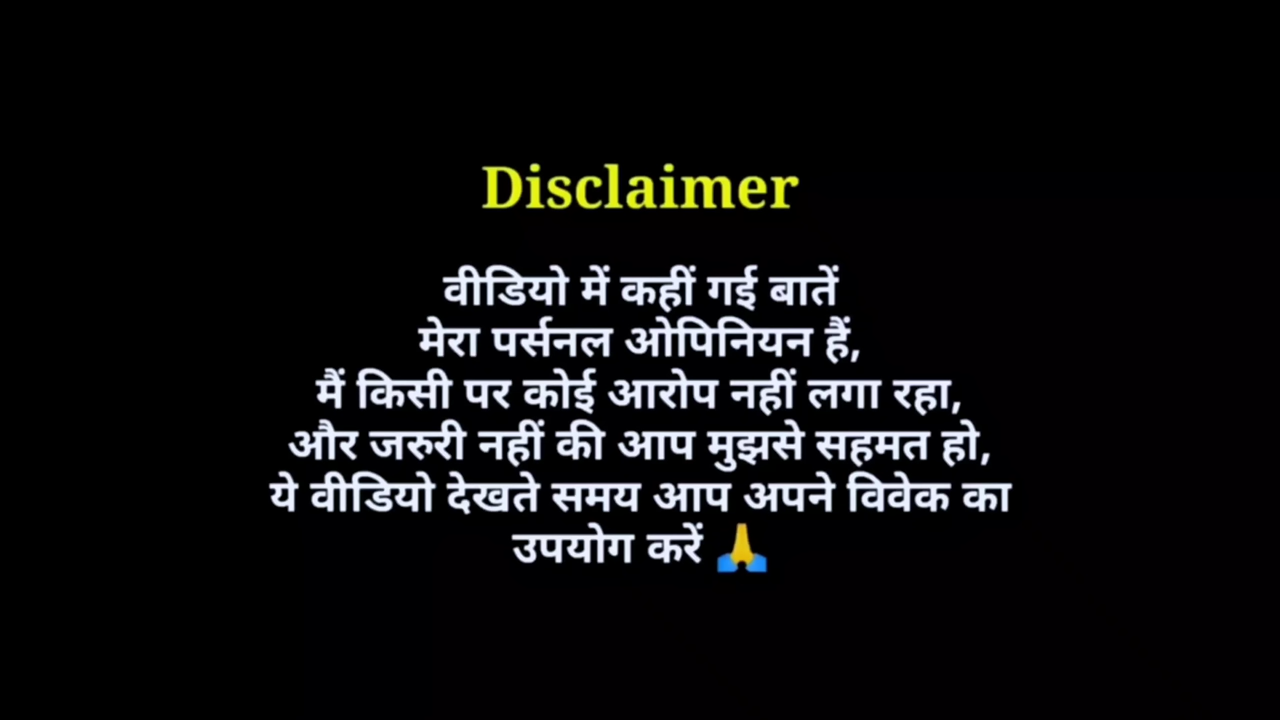 Disclaimer
वीडियो में कहीं गई बातें
मेरा पर्सनल ओपिनियन हैं,
मैं किसी पर कोई आरोप नहीं लगा रहा,
और जरुरी नहीं की आप मुझसे सहमत हो,
ये वीडियो देखते समय आप अपने विवेक का
उपयोग करें 🙏